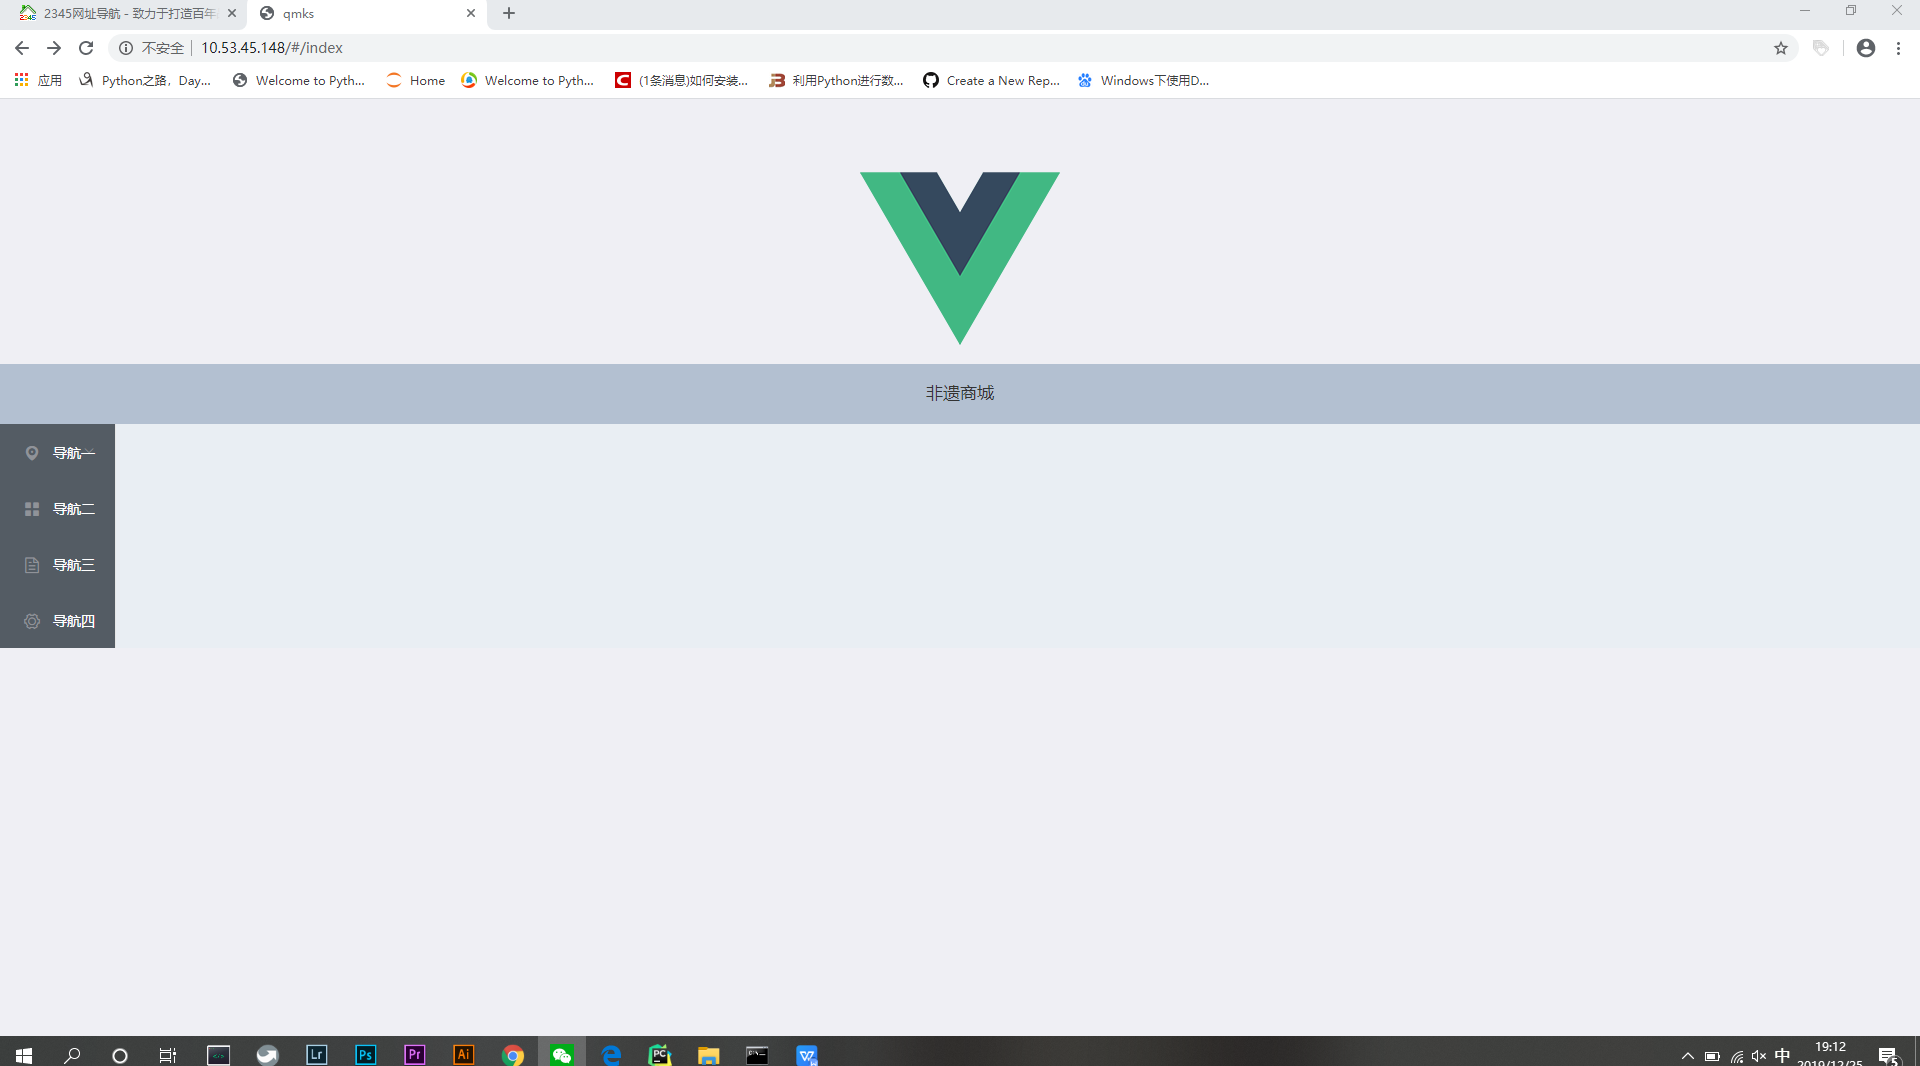 2345网址导航 - 致力于打造百年
qmks
不安全
10.53.45.148/#/index
应用
Python之路，Day...
Welcome to Pyth...
Home
Welcome to Pyth...
(1条消息)如何安装...
利用Python进行数...
Create a New Rep...
Windows下使用D...
非遗商城
导航一
导航二
导航三
导航四
Lr
Ps
Pr
Ai
PC
中
19:12
2019/12/25
5